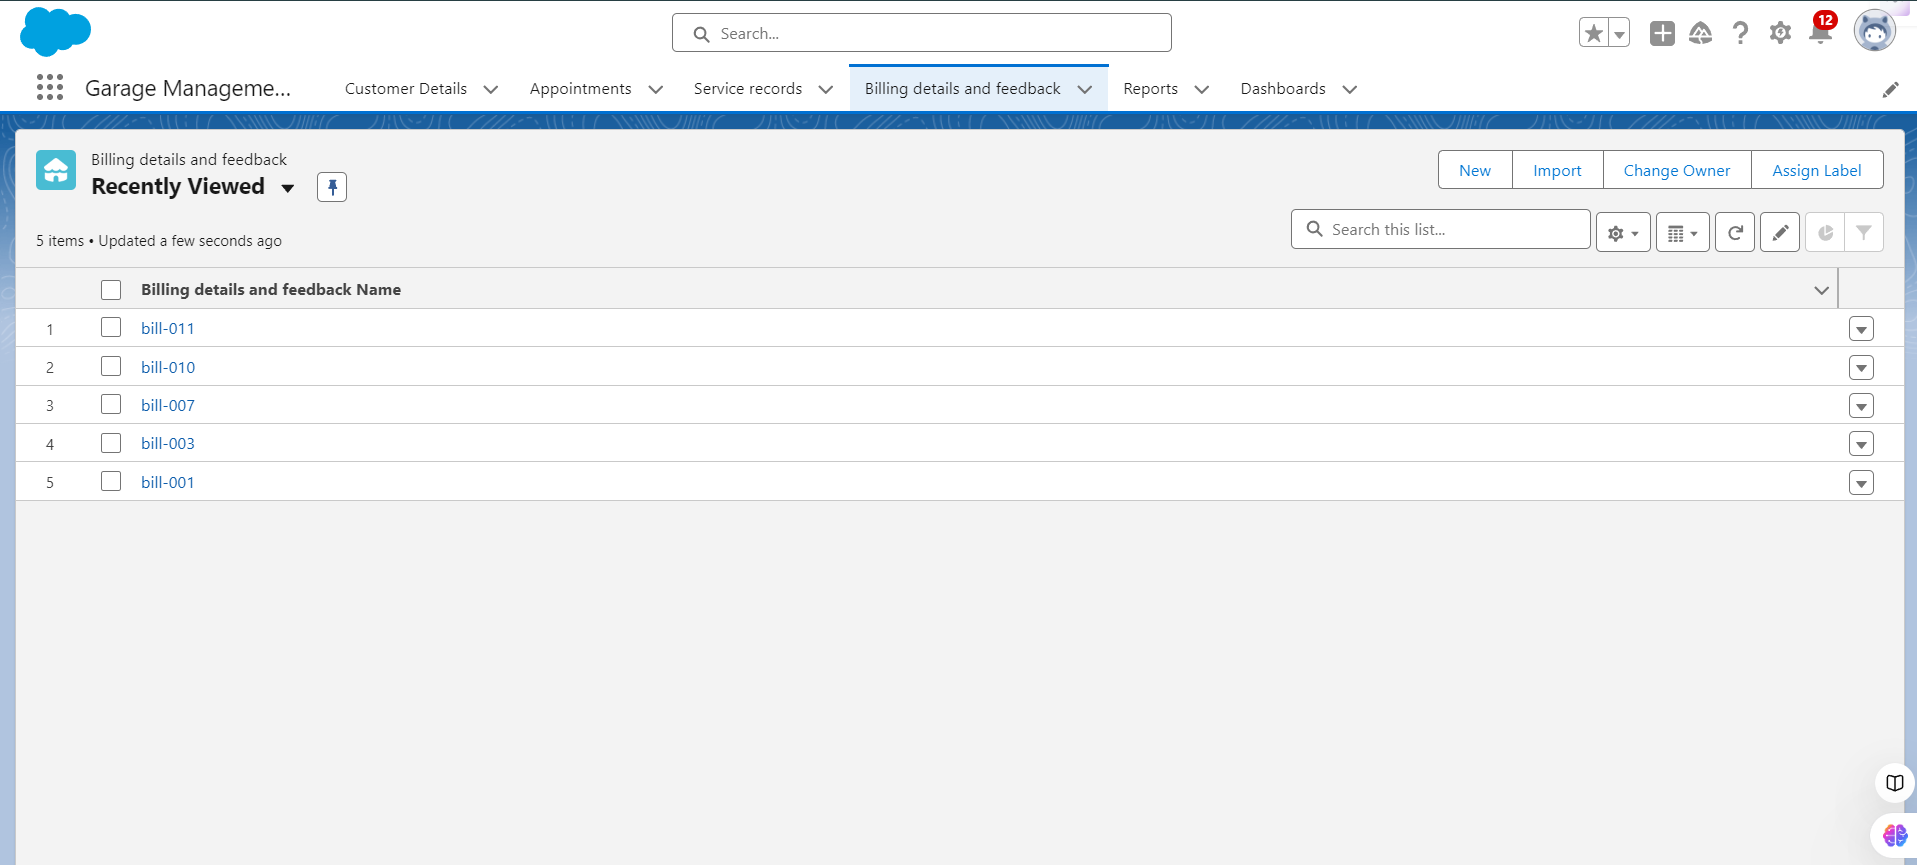 Search...
12
Garage Manageme...
Customer Details
Appointments
Service records
Billing details and feedback
Reports
Dashboards
Billing details and feedback
Recently Viewed
New
Import
Change Owner
Assign Label
5 items • Updated a few seconds ago
Search this list...
Billing details and feedback Name
1 bill-011
2 bill-010
3 bill-007
4 bill-003
5 bill-001